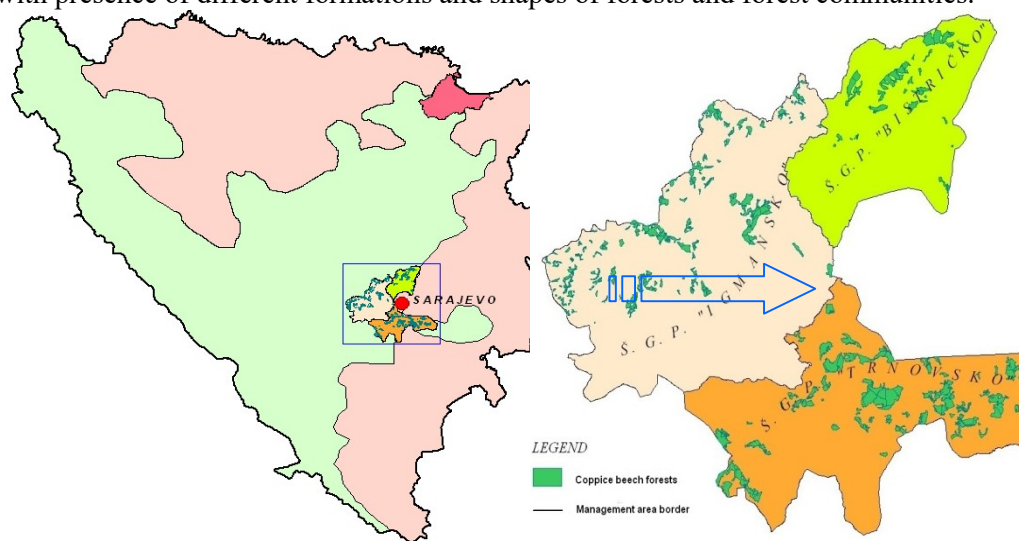 with presence of different formations and shapes of forests and forest communities.
SARAJEVO
Š. G. P. "BISTRIČKO"
Š. G. P. "IGMANSKO"
Š. G. P. "TRNOVSKO"
LEGEND
Coppice beech forests
Management area border